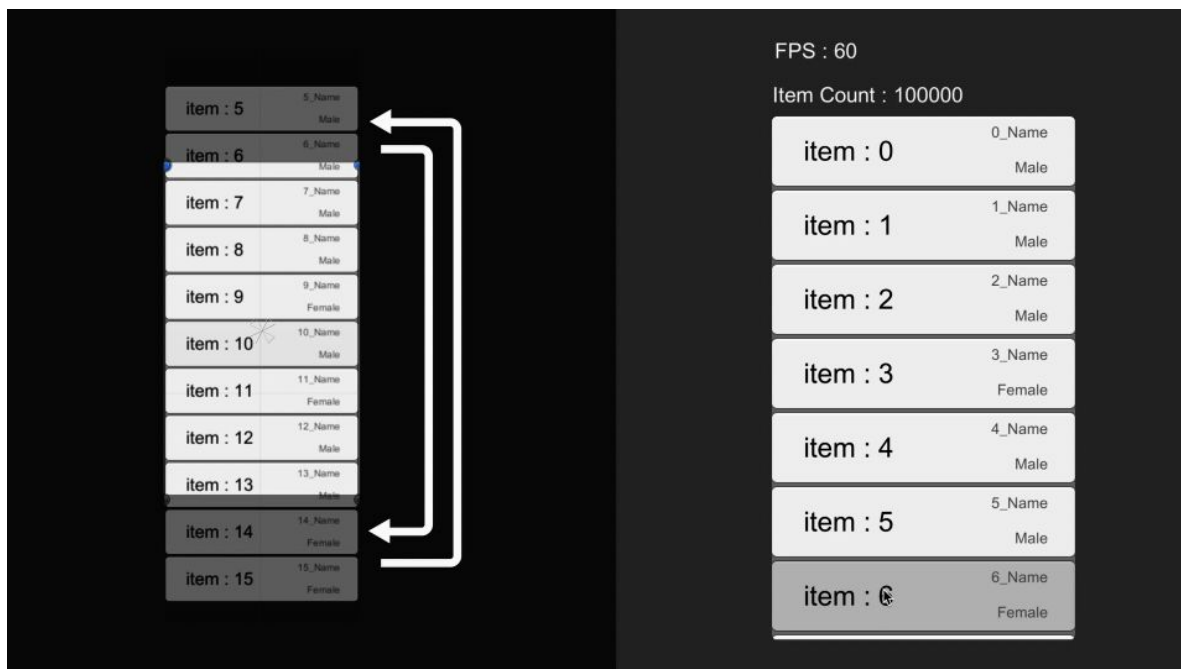 item : 5
5_Name
Male
item : 6
6_Name
Male
item : 7
7_Name
Male
item : 8
8_Name
Male
item : 9
9_Name
Female
item : 10
10_Name
Male
item : 11
11_Name
Female
item : 12
12_Name
Male
item : 13
13_Name
Male
item : 14
14_Name
Female
item : 15
15_Name
Female
FPS : 60
Item Count : 100000
item : 0
0_Name
Male
item : 1
1_Name
Male
item : 2
2_Name
Male
item : 3
3_Name
Female
item : 4
4_Name
Male
item : 5
5_Name
Male
item : 6
6_Name
Female